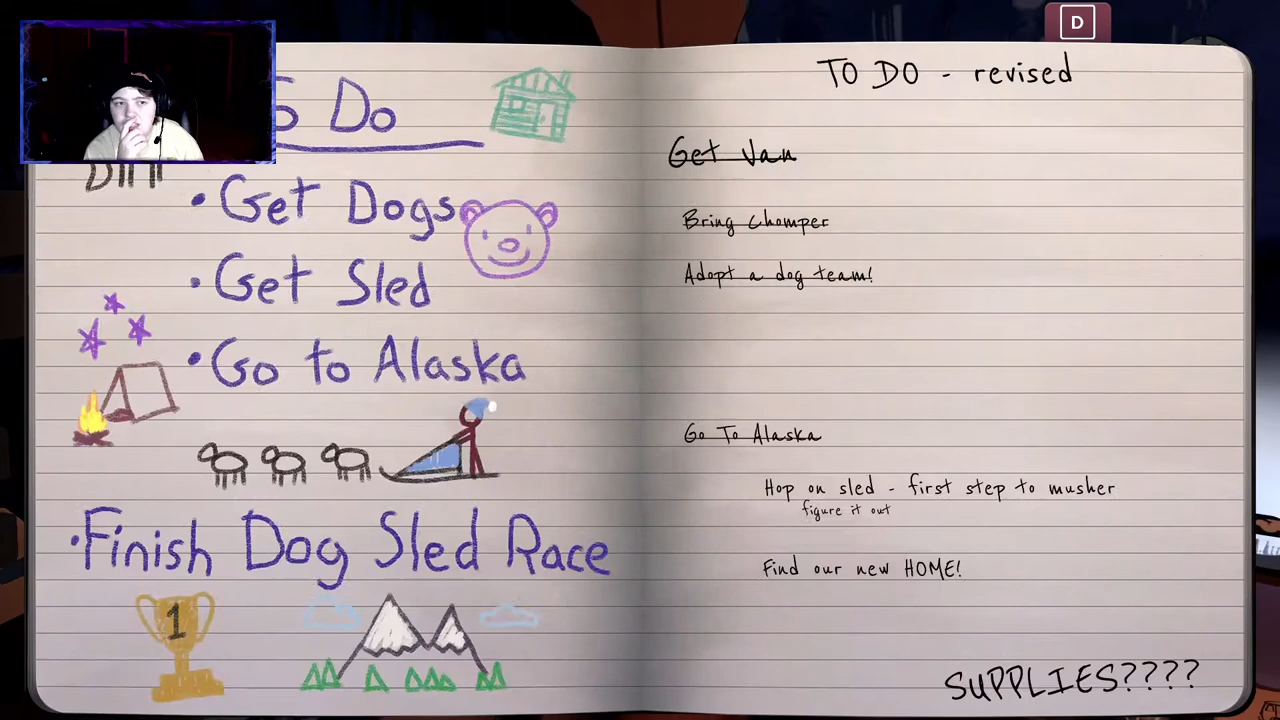 D
o Do
• Get Dogs
• Get Sled
• Go to Alaska
• Finish Dog Sled Race
1
TO DO - revised
Get Van
Bring Chomper
Adopt a dog team!
Go To Alaska
Hop on sled - first step to musher
figure it out
Find our new HOME!
SUPPLIES????